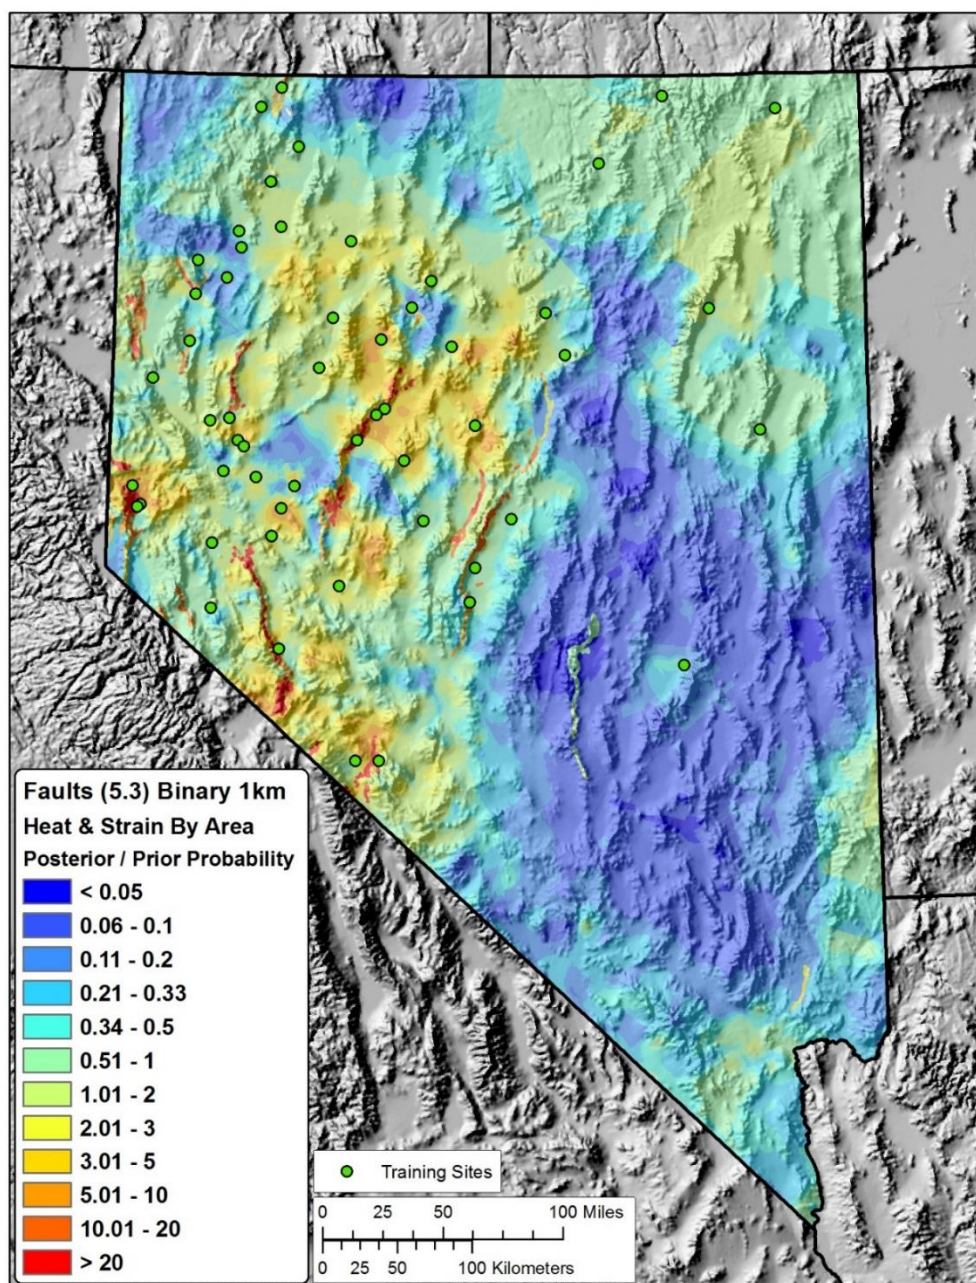 Faults (5.3) Binary 1km
Heat & Strain By Area
Posterior / Prior Probability
< 0.05
0.06 - 0.1
0.11 - 0.2
0.21 - 0.33
0.34 - 0.5
0.51 - 1
1.01 - 2
2.01 - 3
3.01 - 5
5.01 - 10
10.01 - 20
> 20
Training Sites
0 25 50 100 Miles
0 25 50 100 Kilometers